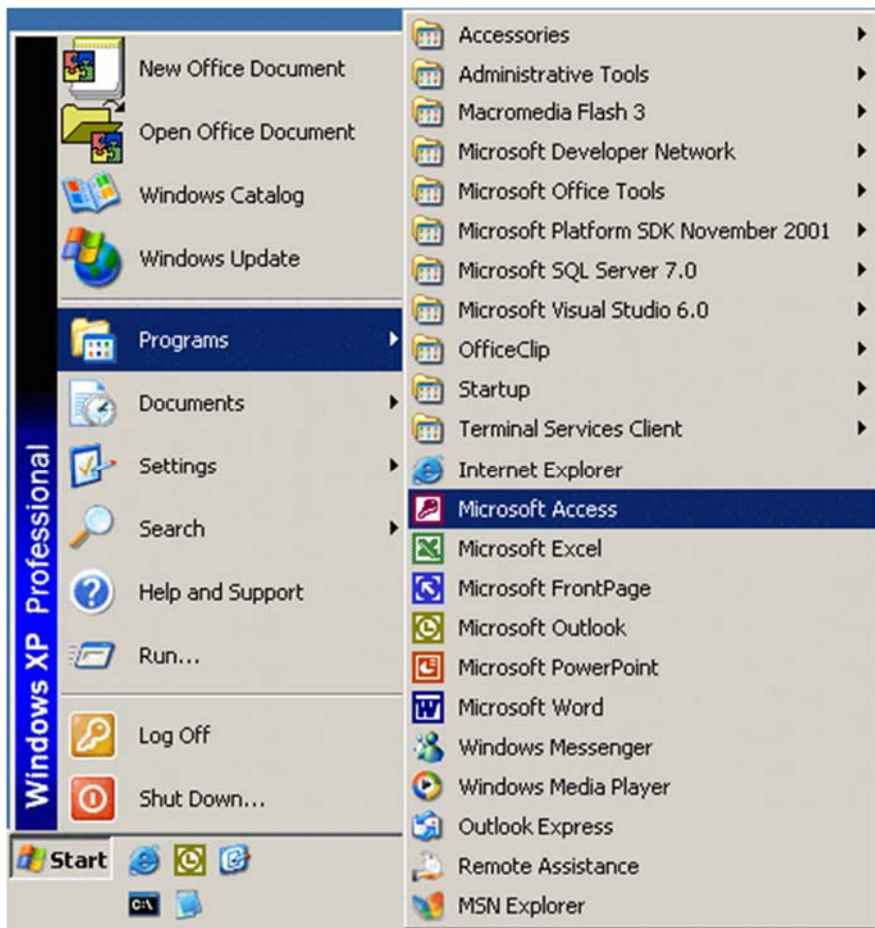 New Office Document
Open Office Document
Windows Catalog
Windows Update
Programs
Documents
Settings
Search
Help and Support
Run...
Log Off
Shut Down...
Windows XP Professional
Start
C:\
Accessories
Administrative Tools
Macromedia Flash 3
Microsoft Developer Network
Microsoft Office Tools
Microsoft Platform SDK November 2001
Microsoft SQL Server 7.0
Microsoft Visual Studio 6.0
OfficeClip
Startup
Terminal Services Client
Internet Explorer
Microsoft Access
Microsoft Excel
Microsoft FrontPage
Microsoft Outlook
Microsoft PowerPoint
Microsoft Word
Windows Messenger
Windows Media Player
Outlook Express
Remote Assistance
MSN Explorer